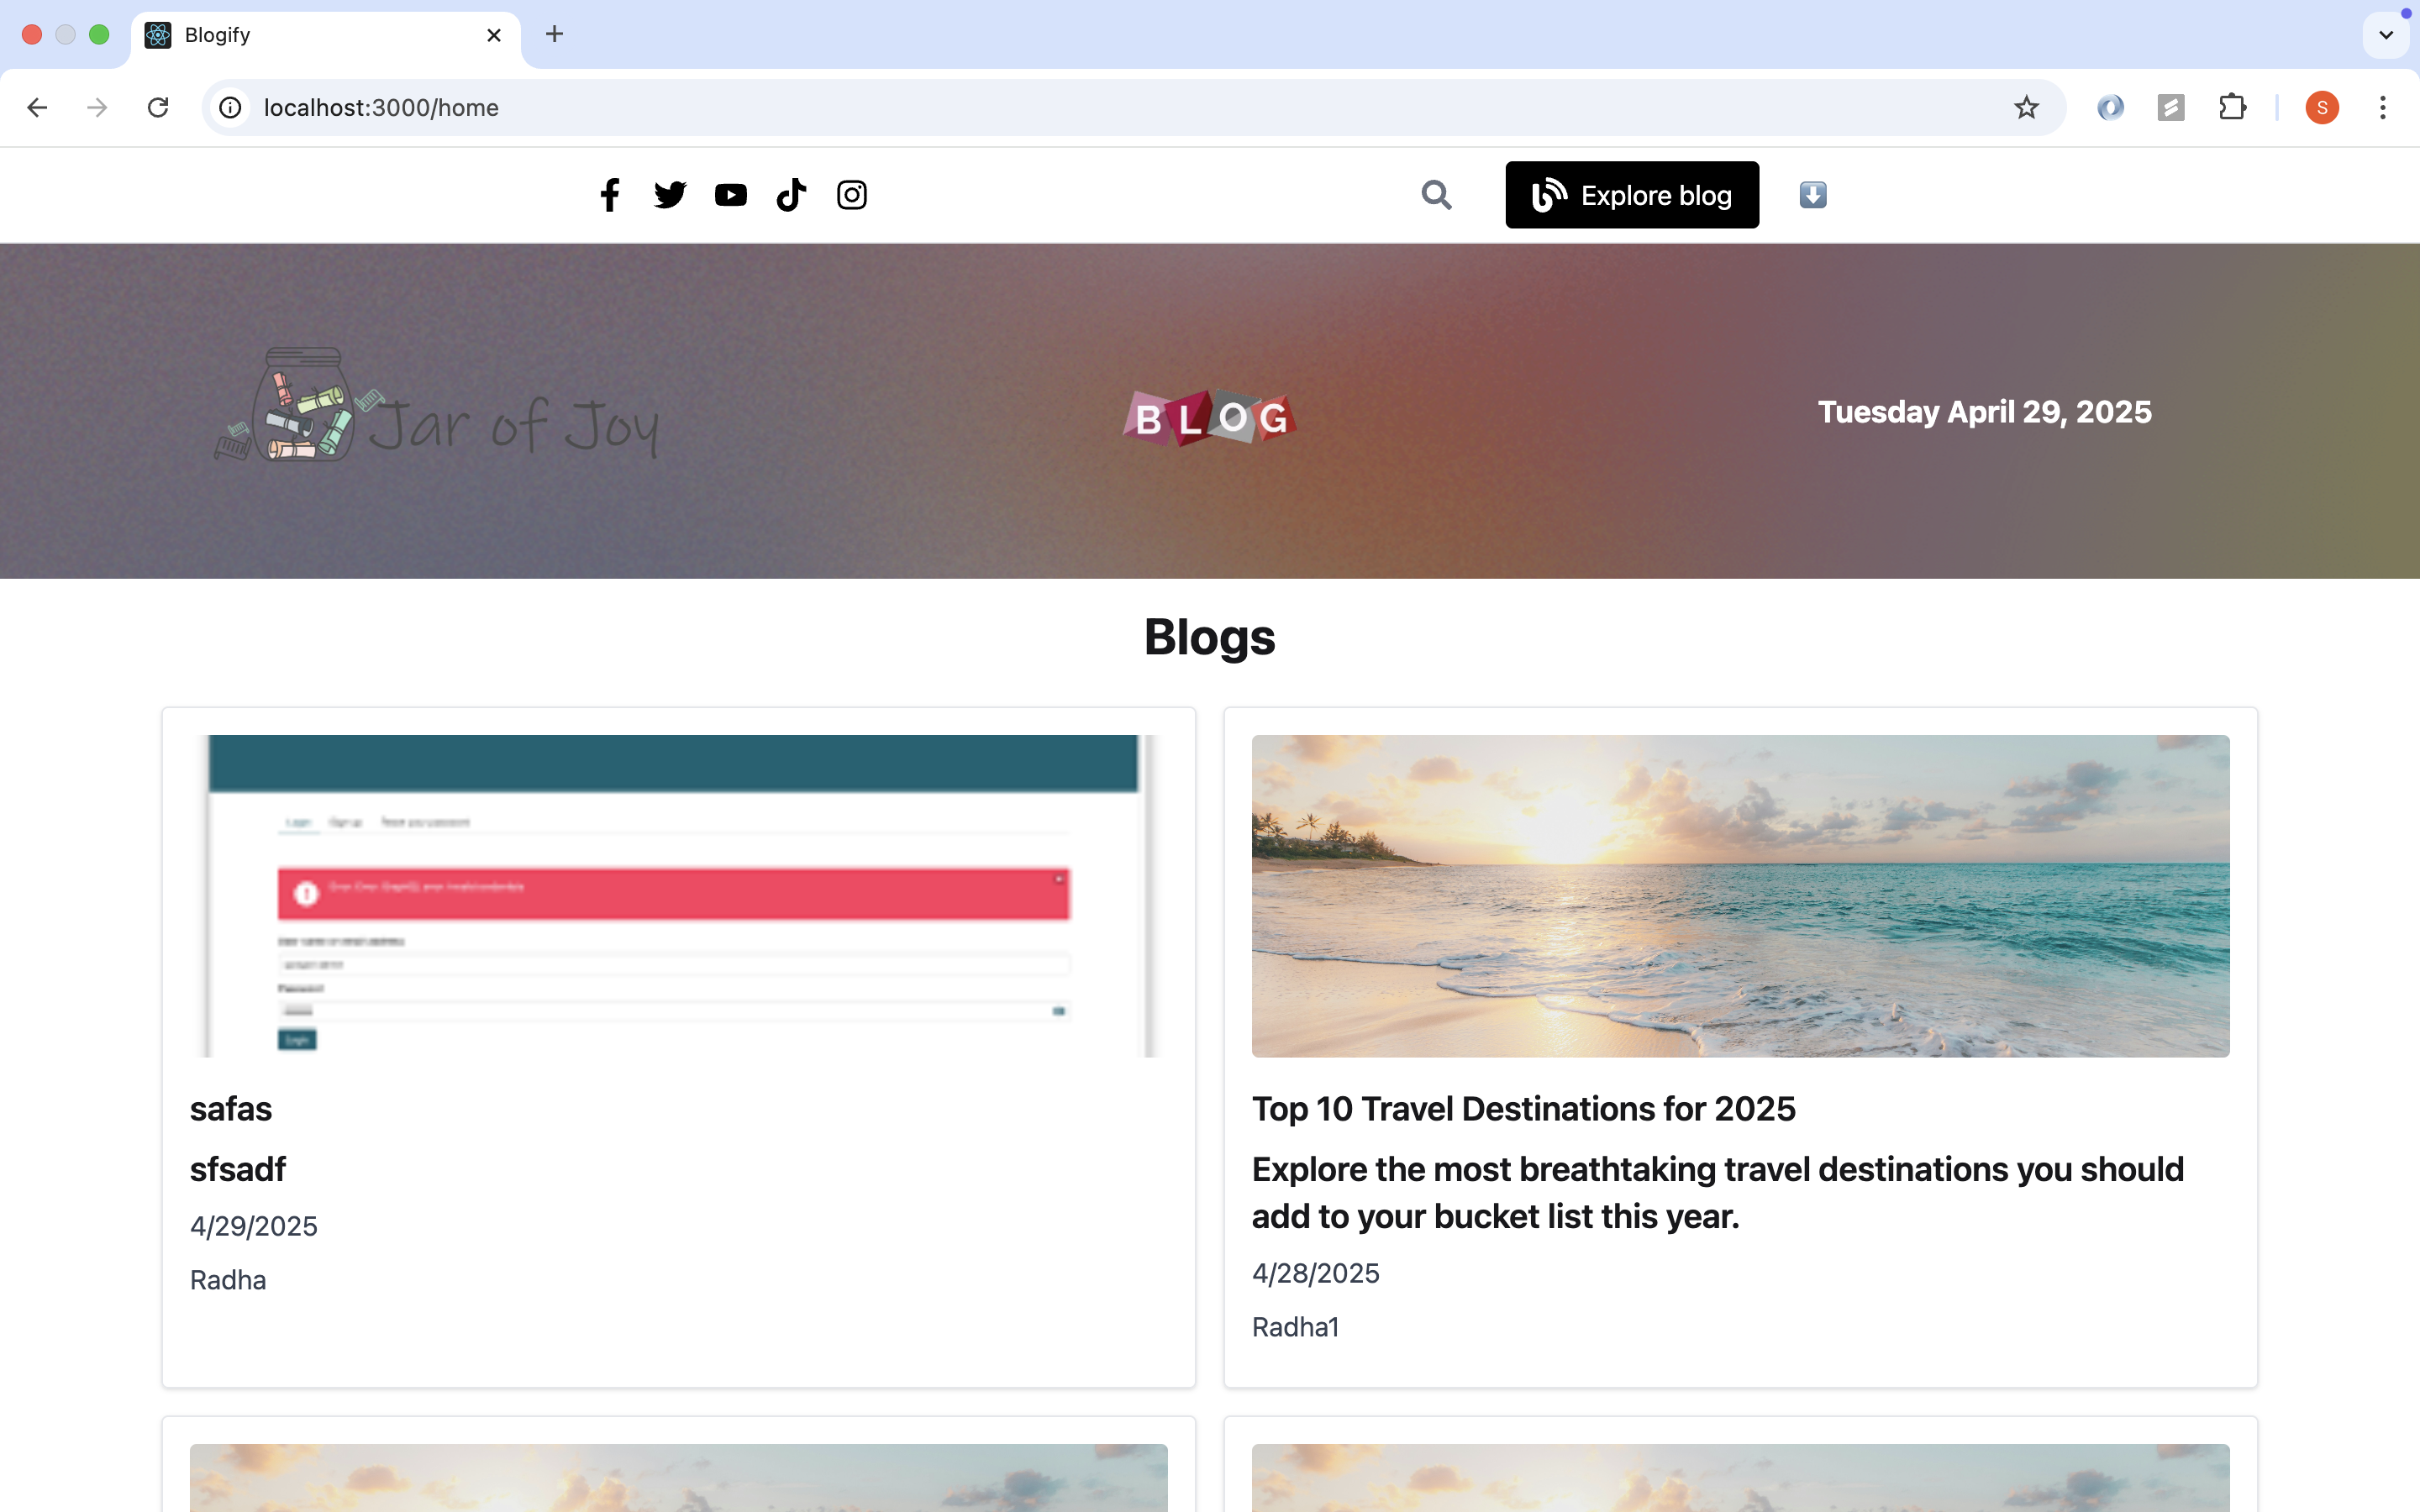 Blogify
localhost:3000/home
S
Explore blog
Jar of Joy
BLOG
Tuesday April 29, 2025
Blogs
safas
sfsadf
4/29/2025
Radha
Top 10 Travel Destinations for 2025
Explore the most breathtaking travel destinations you should
add to your bucket list this year.
4/28/2025
Radha1